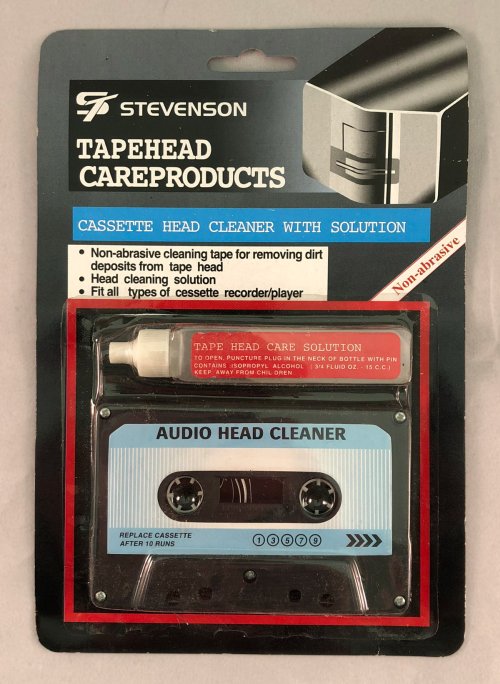 STEVENSON
TAPEHEAD
CAREPRODUCTS
CASSETTE HEAD CLEANER WITH SOLUTION
• Non-abrasive cleaning tape for removing dirt
deposits from tape head
• Head cleaning solution
• Fit all types of cessette recorder/player
Non-abrasive
TAPE HEAD CARE SOLUTION
TO OPEN, PUNCTURE PLUG IN THE NECK OF BOTTLE WITH PIN
CONTAINS ISOPROPYL ALCOHOL (3/4 FLUID OZ. - 15 C.C.)
KEEP AWAY FROM CHIL DREN
AUDIO HEAD CLEANER
REPLACE CASSETTE
AFTER 10 RUNS
1 3 5 7 9